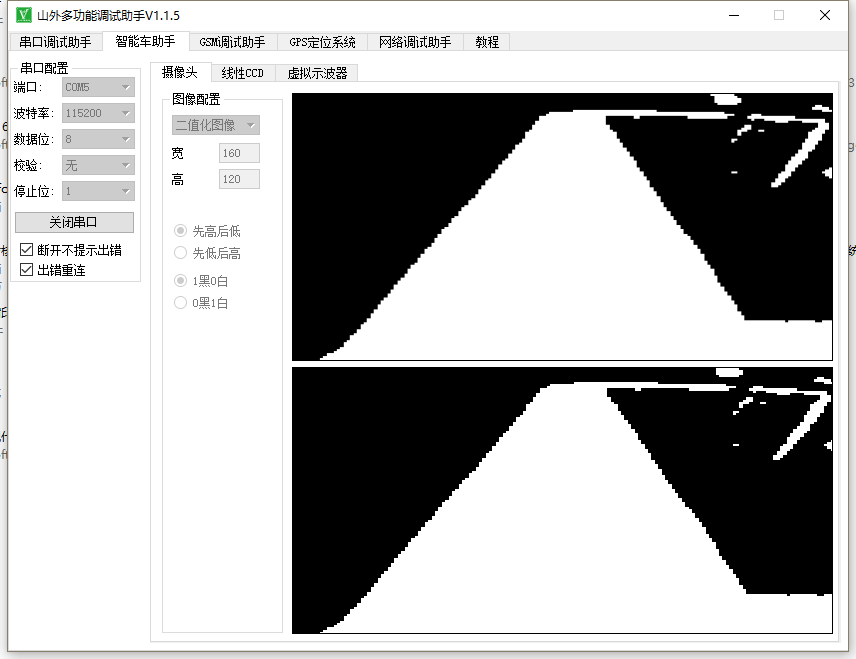 山外多功能调试助手V1.1.5
串口调试助手 智能车助手 GSM调试助手 GPS定位系统 网络调试助手 教程
串口配置
端口: COM5
波特率: 115200
数据位: 8
校验: 无
停止位: 1
关闭串口
断开不提示出错
出错重连
摄像头 线性CCD 虚拟示波器
图像配置
二值化图像
宽 160
高 120
先高后低
先低后高
1黑0白
0黑1白